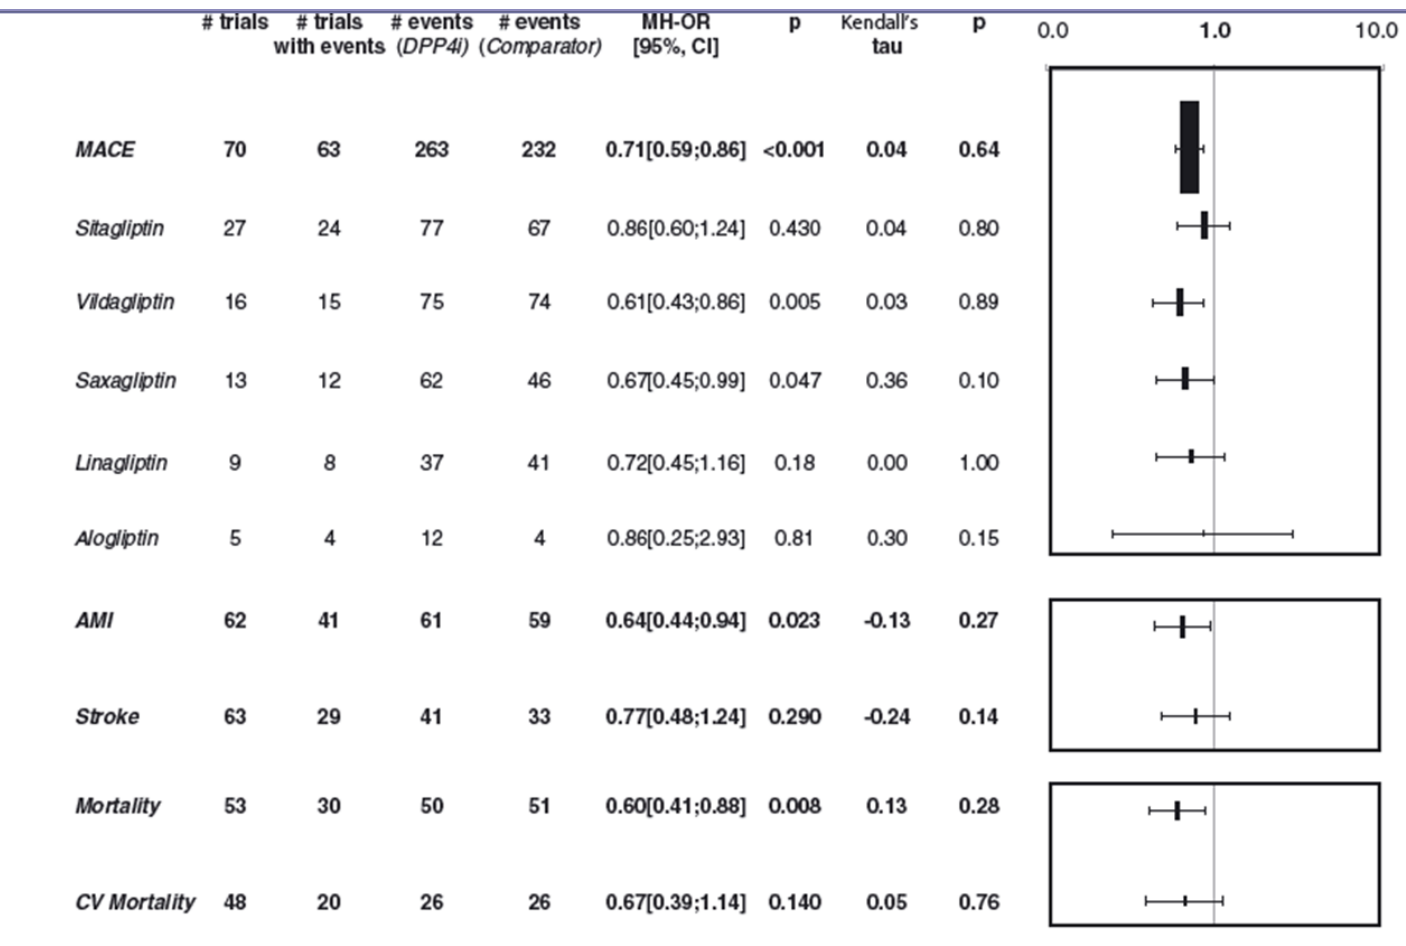 # trials # trials # events # events MH-OR p Kendall's p 0.0 1.0 10.0
with events (DPP4i) (Comparator) [95%, CI] tau
MACE 70 63 263 232 0.71[0.59;0.86] <0.001 0.04 0.64
Sitagliptin 27 24 77 67 0.86[0.60;1.24] 0.430 0.04 0.80
Vildagliptin 16 15 75 74 0.61[0.43;0.86] 0.005 0.03 0.89
Saxagliptin 13 12 62 46 0.67[0.45;0.99] 0.047 0.36 0.10
Linagliptin 9 8 37 41 0.72[0.45;1.16] 0.18 0.00 1.00
Alogliptin 5 4 12 4 0.86[0.25;2.93] 0.81 0.30 0.15
AMI 62 41 61 59 0.64[0.44;0.94] 0.023 -0.13 0.27
Stroke 63 29 41 33 0.77[0.48;1.24] 0.290 -0.24 0.14
Mortality 53 30 50 51 0.60[0.41;0.88] 0.008 0.13 0.28
CV Mortality 48 20 26 26 0.67[0.39;1.14] 0.140 0.05 0.76